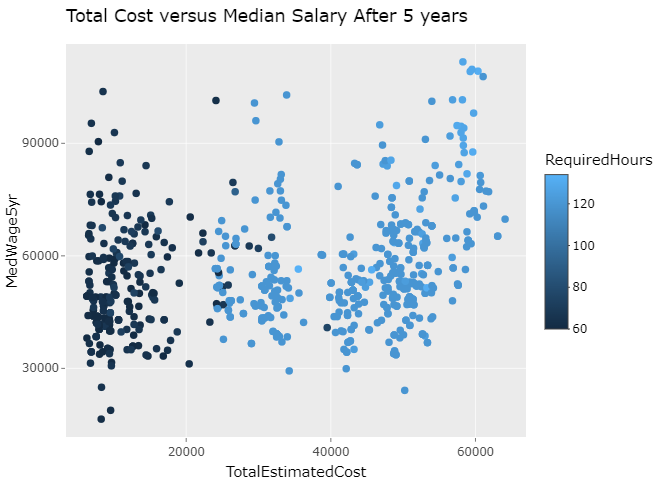 Total Cost versus Median Salary After 5 years
RequiredHours
120
100
80
60
MedWage5yr
90000
60000
30000
20000
40000
60000
TotalEstimatedCost